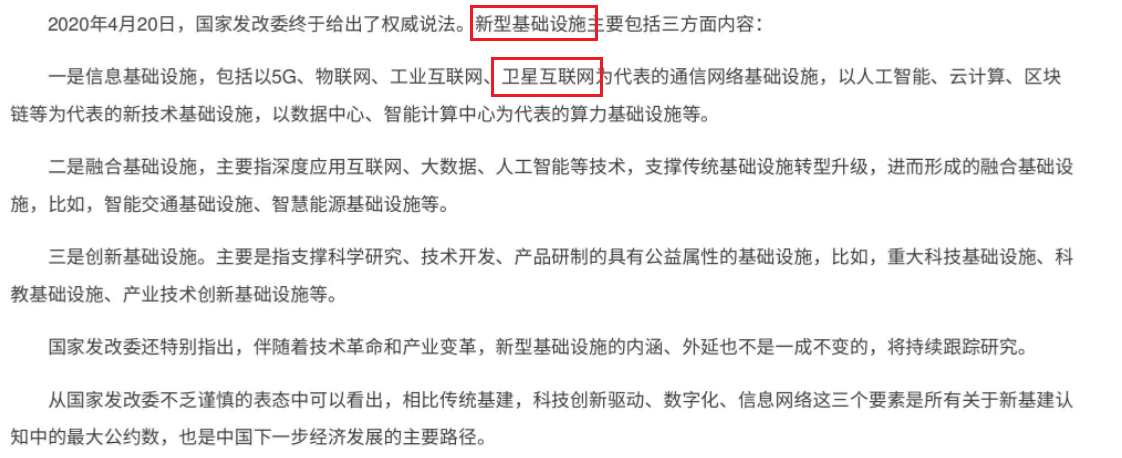 2020年4月20日，国家发改委终于给出了权威说法。新型基础设施主要包括三方面内容：
一是信息基础设施，包括以5G、物联网、工业互联网、卫星互联网为代表的通信网络基础设施，以人工智能、云计算、区块
链等为代表的新技术基础设施，以数据中心、智能计算中心为代表的算力基础设施等。
二是融合基础设施，主要指深度应用互联网、大数据、人工智能等技术，支撑传统基础设施转型升级，进而形成的融合基础设
施，比如，智能交通基础设施、智慧能源基础设施等。
三是创新基础设施。主要是指支撑科学研究、技术开发、产品研制的具有公益属性的基础设施，比如，重大科技基础设施、科
教基础设施、产业技术创新基础设施等。
国家发改委还特别指出，伴随着技术革命和产业变革，新型基础设施的内涵、外延也不是一成不变的，将持续跟踪研究。
从国家发改委不乏谨慎的表态中可以看出，相比传统基建，科技创新驱动、数字化、信息网络这三个要素是所有关于新基建认
知中的最大公约数，也是中国下一步经济发展的主要路径。